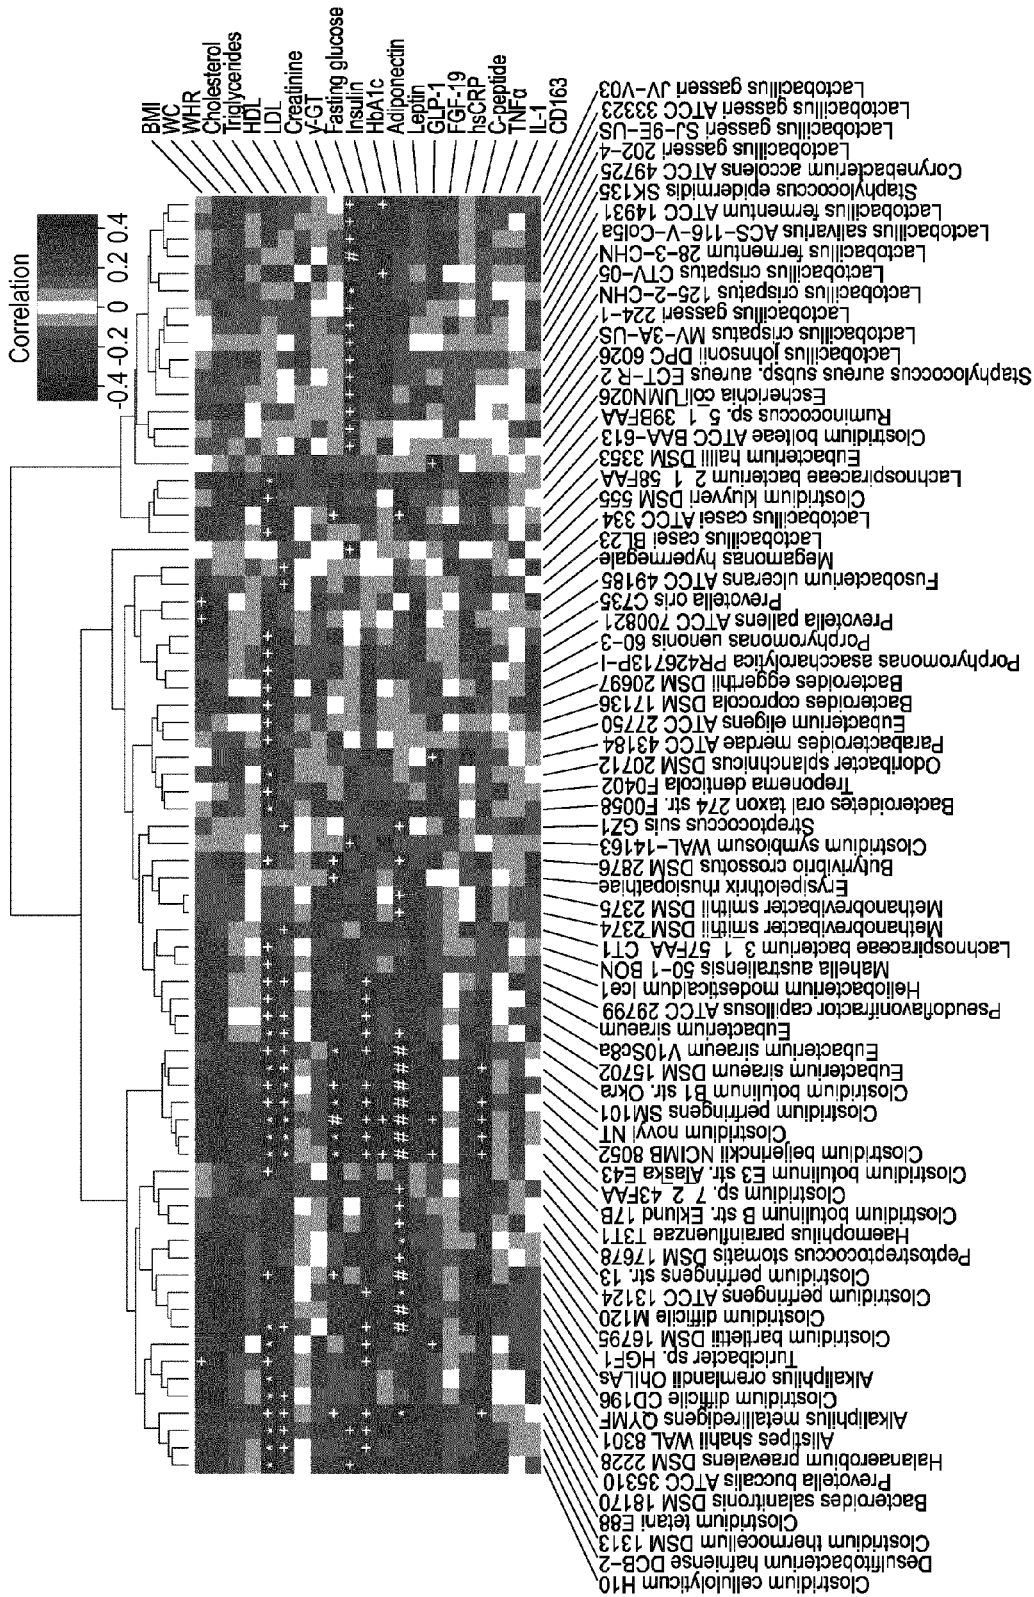 Correlation
-0.4 -0.2 0 0.2 0.4
BMI
WC
WHR
Cholesterol
Triglycerides
HDL
LDL
Creatinine
γ-GT
Fasting glucose
Insulin
HbA1c
Adiponectin
Leptin
GLP-1
FGF-19
hsCRP
C-peptide
TNFα
IL-1
CD163
Lactobacillus gasseri JV-V03
Lactobacillus gasseri ATCC 33323
Lactobacillus gasseri SJ-9E-US
Lactobacillus gasseri 202-4
Corynebacterium accolens ATCC 49725
Staphylococcus epidermidis SK135
Lactobacillus fermentum ATCC 14931
Lactobacillus salivarius ACS-116-V-Col5a
Lactobacillus fermentum 28-3-CHN
Lactobacillus crispatus CTV-05
Lactobacillus crispatus 125-2-CHN
Lactobacillus gasseri 224-1
Lactobacillus crispatus MV-3A-US
Lactobacillus johnsonii DPC 6026
Staphylococcus aureus subsp. aureus ECT-R 2
Escherichia coli UMN026
Ruminococcus sp. 5_1_39BFAA
Clostridium bolteae ATCC BAA-613
Eubacterium hallii DSM 3353
Lachnospiraceae bacterium 2_1_58FAA
Clostridium kluyveri DSM 555
Lactobacillus casei ATCC 334
Lactobacillus casei BL23
Megamonas hypermegale
Fusobacterium ulcerans ATCC 49185
Prevotella oris C735
Prevotella pallens ATCC 700821
Porphyromonas uenonis 60-3
Porphyromonas asaccharolytica PR426713P-I
Bacteroides eggerthii DSM 20697
Bacteroides coprocola DSM 17136
Eubacterium eligens ATCC 27750
Parabacteroides merdae ATCC 43184
Odoribacter splanchnicus DSM 20712
Treponema denticola F0402
Bacteroidetes oral taxon 274 str. F0058
Streptococcus suis GZ1
Clostridium symbiosum WAL-14163
Butyrivibrio crossotus DSM 2876
Erysipelothrix rhusiopathiae
Methanobrevibacter smithii DSM 2375
Methanobrevibacter smithii DSM 2374
Lachnospiraceae bacterium 3_1_57FAA_CT1
Mahella australiensis 50-1 BON
Heliobacterium modesticaldum Ice1
Pseudoflavonifractor capillosus ATCC 29799
Eubacterium siraeum
Eubacterium siraeum V10Sc8a
Eubacterium siraeum DSM 15702
Clostridium botulinum B1 str. Okra
Clostridium perfringens SM101
Clostridium novyi NT
Clostridium beijerinckii NCIMB 8052
Clostridium botulinum E3 str. Alaska E43
Clostridium sp. 7_2_43FAA
Clostridium botulinum B str. Eklund 17B
Haemophilus parainfluenzae T3T1
Peptostreptococcus stomatis DSM 17678
Clostridium perfringens str. 13
Clostridium perfringens ATCC 13124
Clostridium difficile M120
Clostridium bartlettii DSM 16795
Turicibacter sp. HGF1
Alkaliphilus oremlandii OhILAs
Clostridium difficile CD196
Alkaliphilus metalliredigens QYMF
Alistipes shahii WAL 8301
Halanaerobium praevalens DSM 2228
Prevotella buccalis ATCC 35310
Bacteroides salanitronis DSM 18170
Clostridium tetani E88
Clostridium thermocellum DSM 1313
Desulfitobacterium hafniense DCB-2
Clostridium cellulolyticum H10